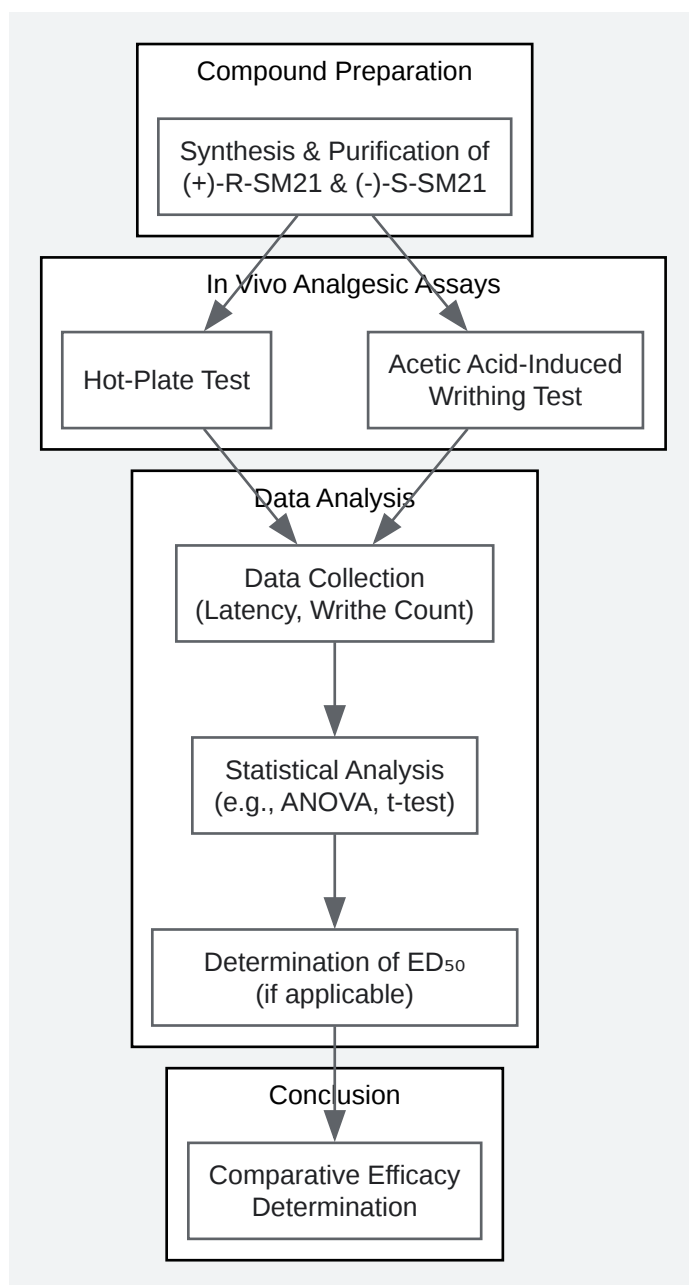 Compound Preparation
Synthesis & Purification of
(+)-R-SM21 & (-)-S-SM21
In Vivo Analgesic Assays
Hot-Plate Test
Acetic Acid-Induced
Writhing Test
Data Analysis
Data Collection
(Latency, Writhe Count)
Statistical Analysis
(e.g., ANOVA, t-test)
Determination of ED₅₀
(if applicable)
Conclusion
Comparative Efficacy
Determination